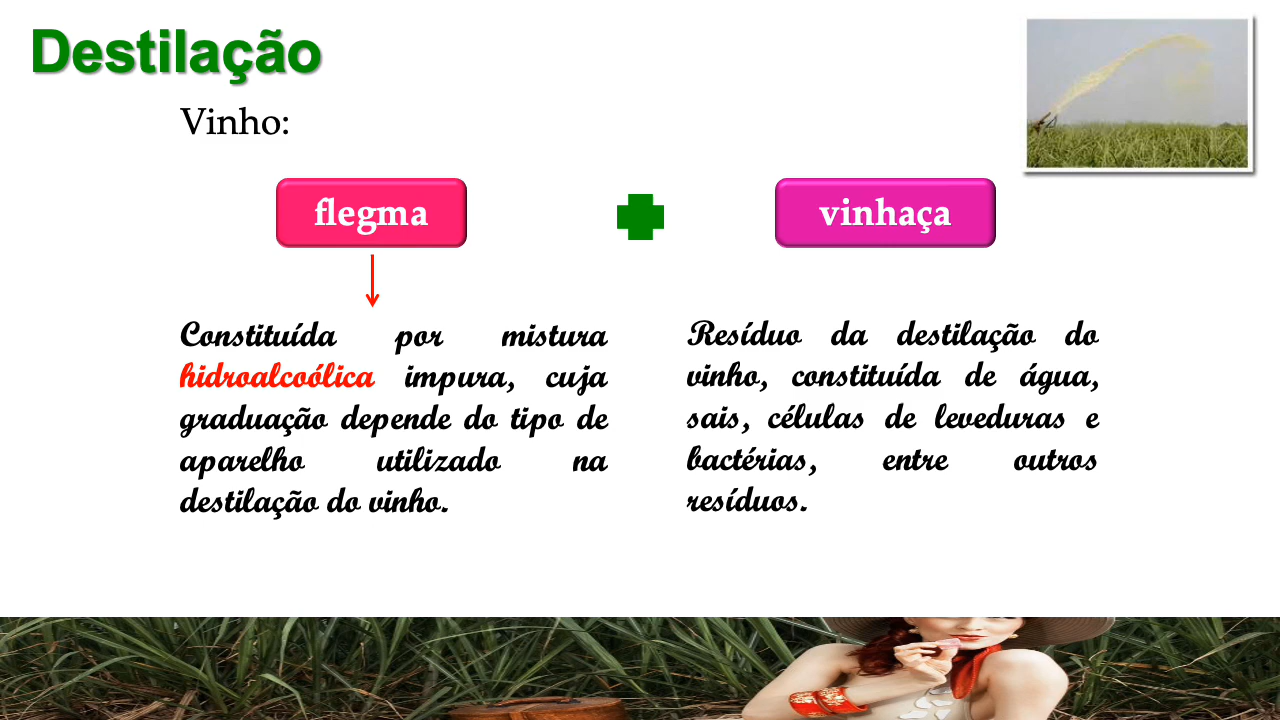 Destilação
Vinho:
flegma
vinhaça
Constituída por mistura
hidroalcoólica impura, cuja
graduação depende do tipo de
aparelho utilizado na
destilação do vinho.
Resíduo da destilação do
vinho, constituída de água,
sais, células de leveduras e
bactérias, entre outros
resíduos.